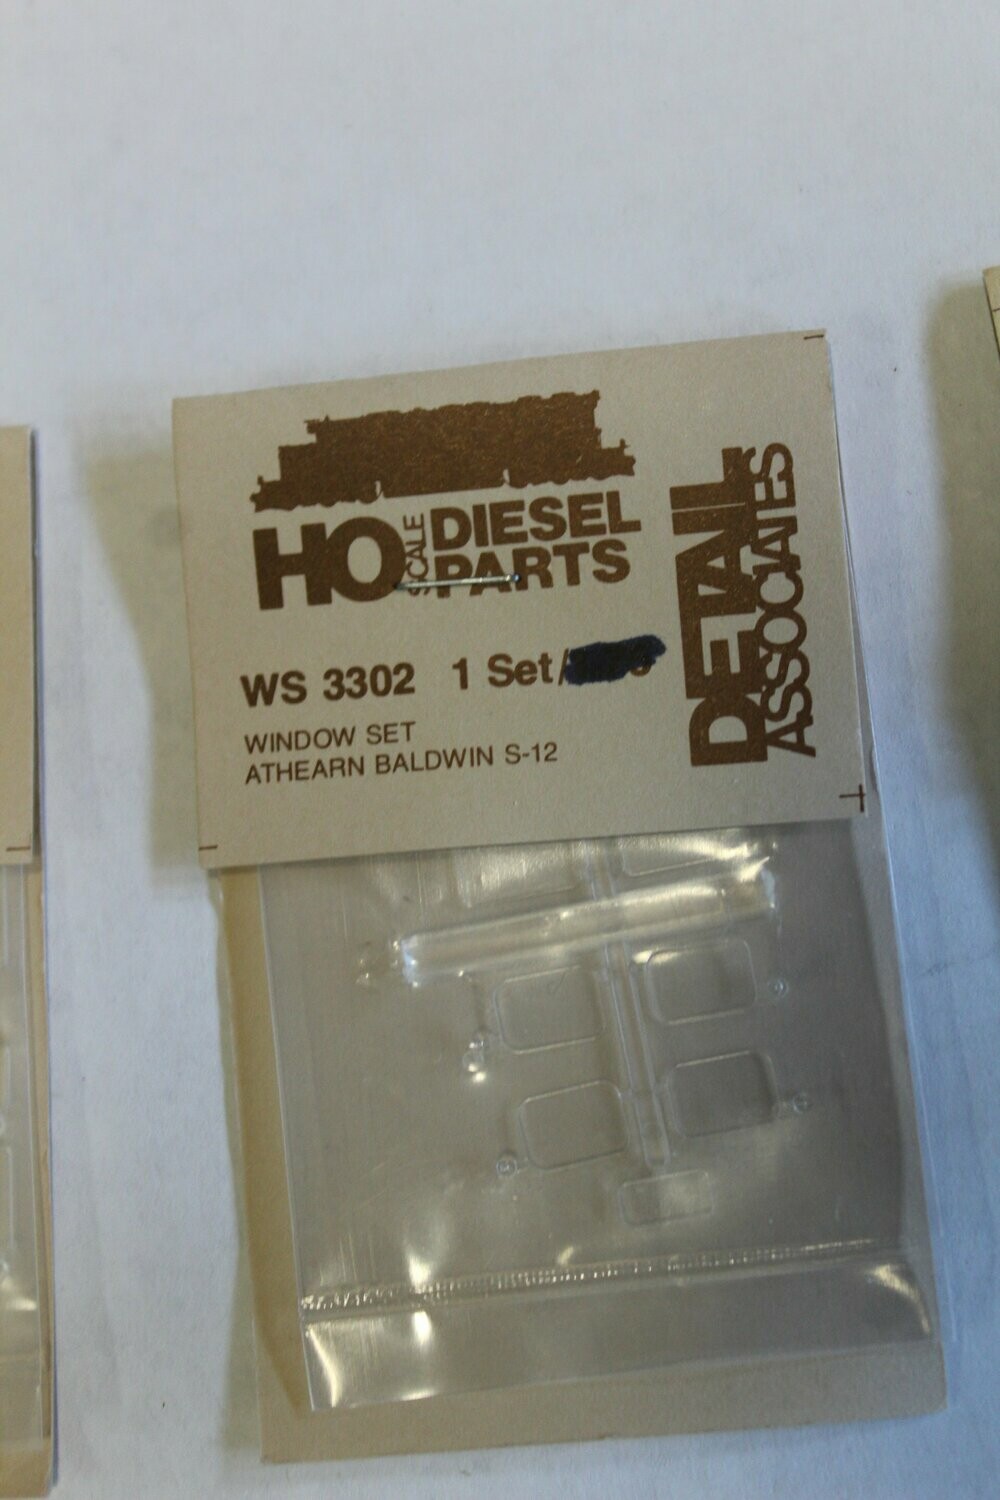 HO SCALE DIESEL PARTS
DETAIL ASSOCIATES
WS 3302 1 Set/
WINDOW SET
ATHEARN BALDWIN S-12